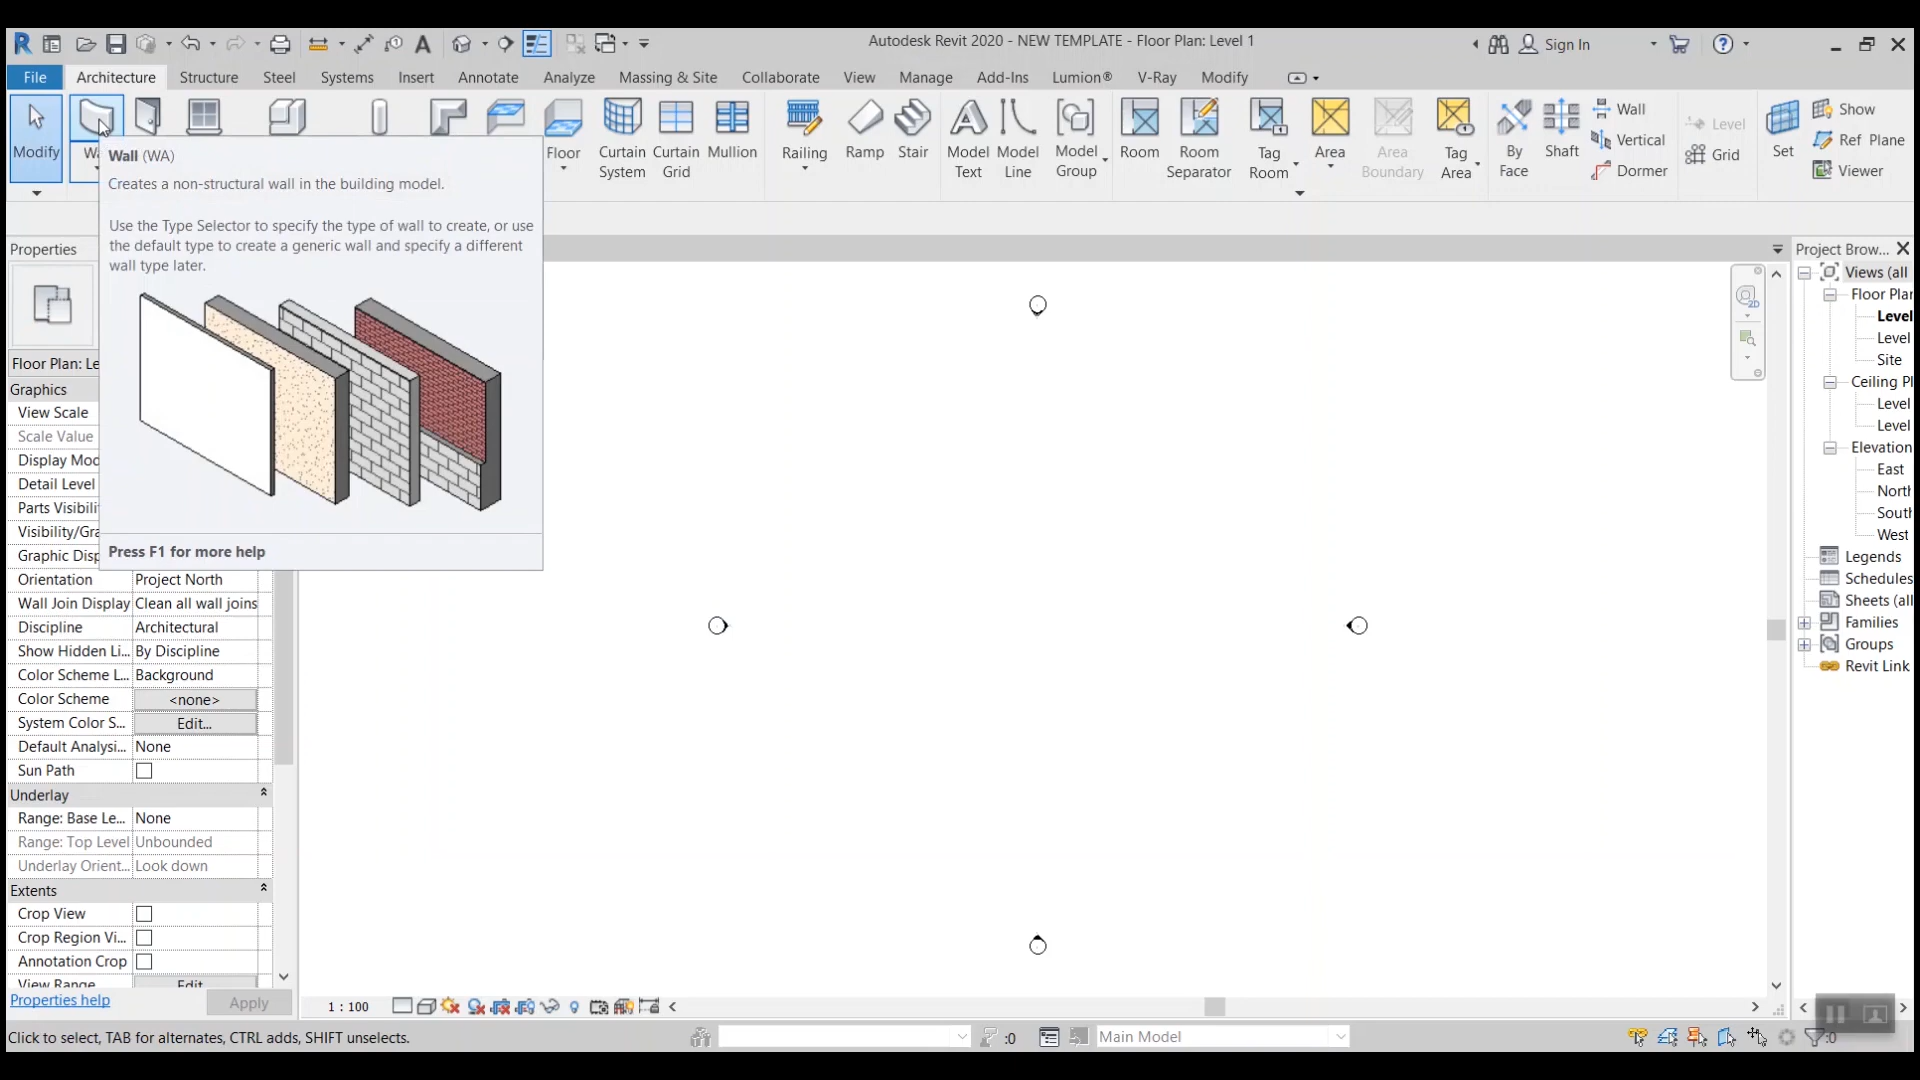 Autodesk Revit 2020 - NEW TEMPLATE - Floor Plan: Level 1
Sign In
File Architecture Structure Steel Systems Insert Annotate Analyze Massing & Site Collaborate View Manage Add-Ins Lumion® V-Ray Modify
Modify
Wa
Floor
Curtain System
Curtain Grid
Mullion
Railing
Ramp
Stair
Model Text
Model Line
Model Group
Room
Room Separator
Tag Room
Area
Area Boundary
Tag Area
By Face
Shaft
Wall
Vertical
Dormer
Level
Grid
Set
Show
Ref Plane
Viewer
Wall (WA)
Creates a non-structural wall in the building model.
Use the Type Selector to specify the type of wall to create, or use
the default type to create a generic wall and specify a different
wall type later.
Press F1 for more help
Properties
Floor Plan: Le
Graphics
View Scale
Scale Value
Display Mod
Detail Level
Parts Visibili
Visibility/Gra
Graphic Disp
Orientation Project North
Wall Join Display Clean all wall joins
Discipline Architectural
Show Hidden Li... By Discipline
Color Scheme L... Background
Color Scheme <none>
System Color S... Edit...
Default Analysi... None
Sun Path
Underlay
Range: Base Le... None
Range: Top Level Unbounded
Underlay Orient... Look down
Extents
Crop View
Crop Region Vi...
Annotation Crop
View Range Edit
Properties help Apply
Project Brow...
Views (all
Floor Plan
Level
Level
Site
Ceiling Pl
Level
Level
Elevation
East
North
South
West
Legends
Schedules
Sheets (all
Families
Groups
Revit Link
2D
1 : 100
Click to select, TAB for alternates, CTRL adds, SHIFT unselects.
:0
Main Model
:0